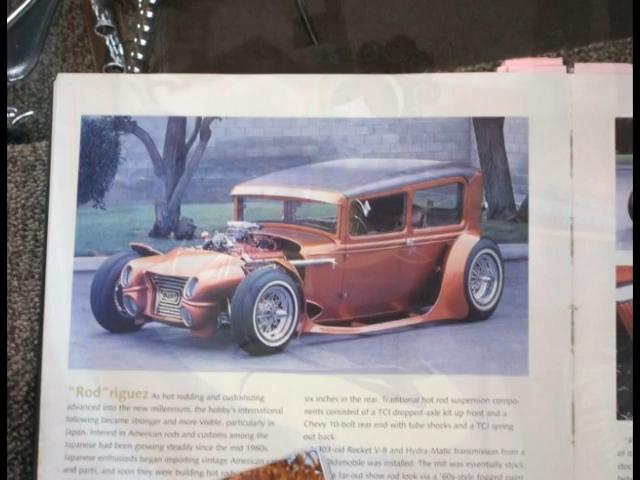 "Rod"riguez As hot rodding and customizing
advanced into the new millennium, the hobby's international
following became stronger and more visible, particularly in
Japan. Interest in American rods and customs among the
Japanese had been growing steadily since the mid 1980s.
Japanese enthusiasts began importing vintage American
and parts, and soon they were building hot rods
six inches in the rear. Traditional hot rod suspension compo-
nents consisted of a TCI dropped-axle kit up front and a
Chevy 10-bolt rear end with tube shocks and a TCI spring
out back.
303-cid Rocket V-8 and Hydra-Matic transmission from a
Oldsmobile was installed. The mill was essentially stock,
a far-out show rod look via a '60s-style fogged paint